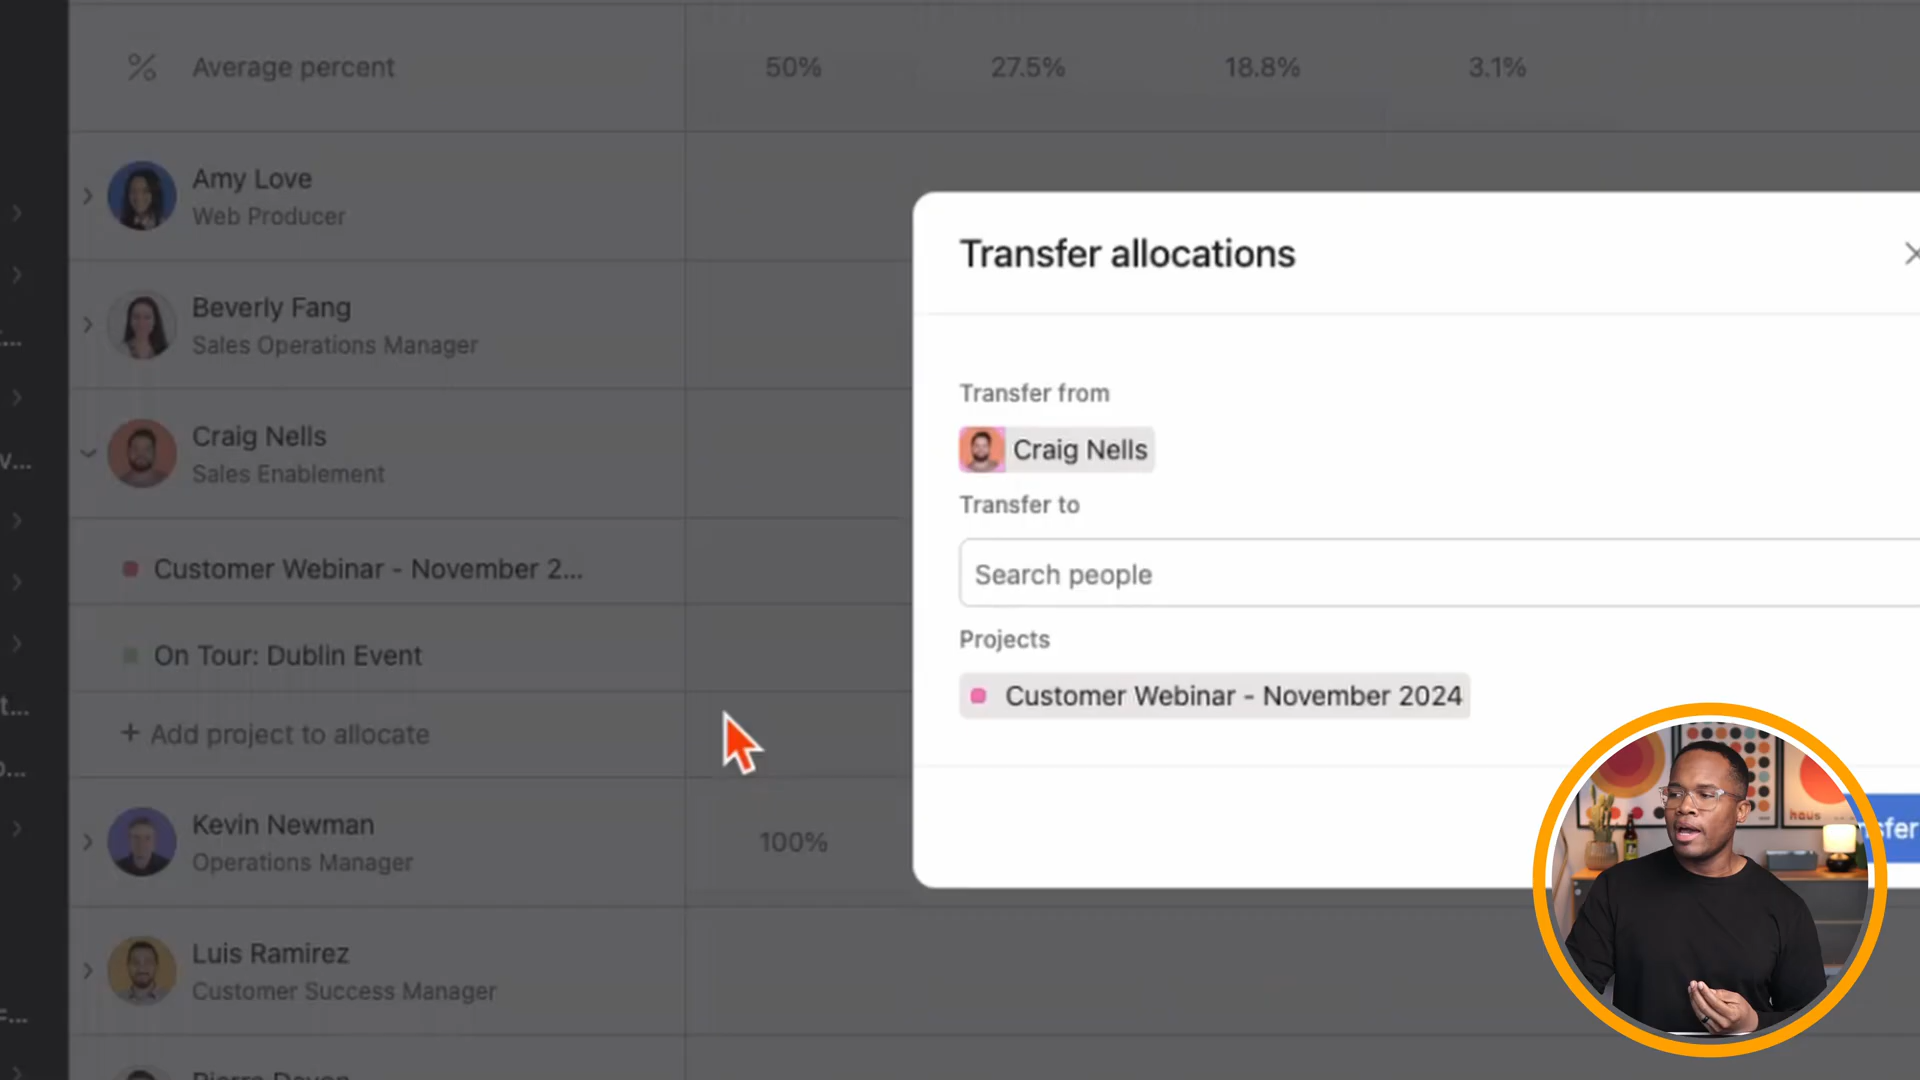 % Average percent 50% 27.5% 18.8% 3.1%
Amy Love
Web Producer
Beverly Fang
Sales Operations Manager
Craig Nells
Sales Enablement
Customer Webinar - November 2...
On Tour: Dublin Event
+ Add project to allocate
Kevin Newman
Operations Manager
100%
Luis Ramirez
Customer Success Manager
Transfer allocations
Transfer from
Craig Nells
Transfer to
Search people
Projects
Customer Webinar - November 2024
haus